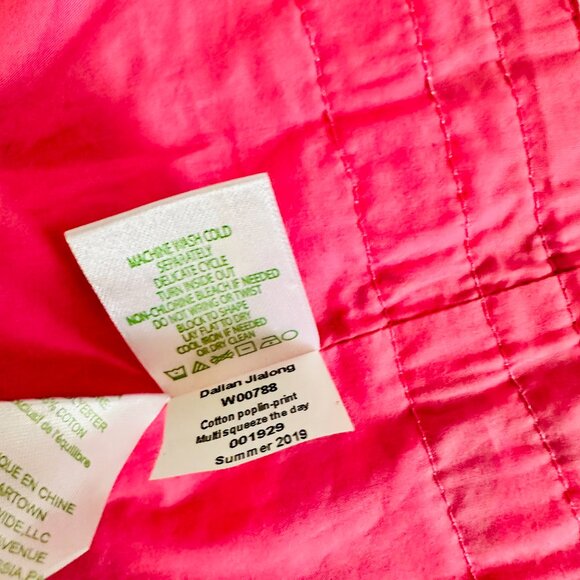 MACHINE WASH COLD
SEPARATELY
DELICATE CYCLE
TURN INSIDE OUT
NON-CHLORINE BLEACH IF NEEDED
DO NOT WRING OR TWIST
BLOCK TO SHAPE
LAY FLAT TO DRY
COOL IRON IF NEEDED
OR DRY CLEAN
Dalian Jialong
W00788
Cotton poplin-print
Multi squeeze the day
001929
Summer 2019
COTON
de l'équilibre
QUE EN CHINE
ARTOWN
WIDE, LLC
AVENUE